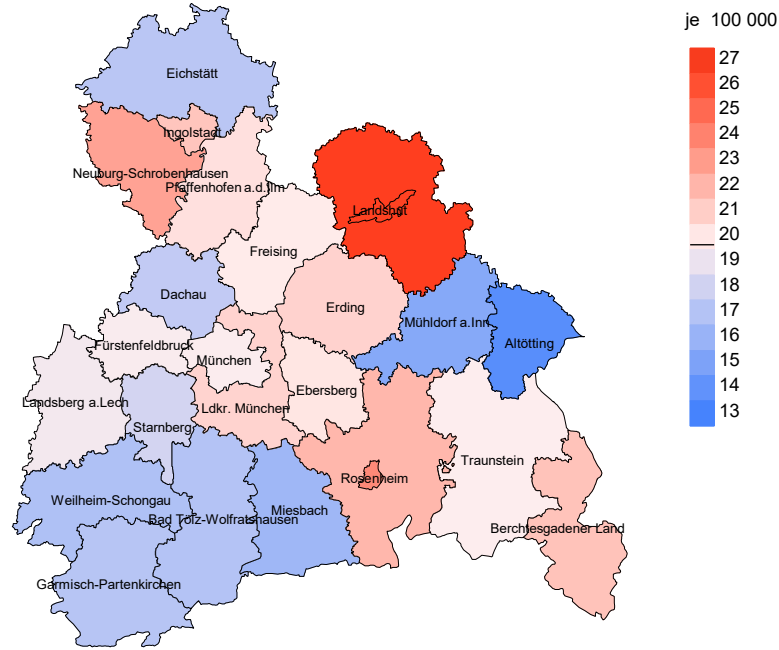 je 100 000
27
26
25
24
23
22
21
20
19
18
17
16
15
14
13
Eichstätt
Ingolstadt
Neuburg-Schrobenhausen
Pfaffenhofen a.d.Ilm
Landshut
Freising
Dachau
Erding
Mühldorf a.Inn
Altötting
Fürstenfeldbruck
München
Ebersberg
Landsberg a.Lech
Ldkr. München
Starnberg
Traunstein
Rosenheim
Weilheim-Schongau
Miesbach
Bad Tölz-Wolfratshausen
Berchtesgadener Land
Garmisch-Partenkirchen